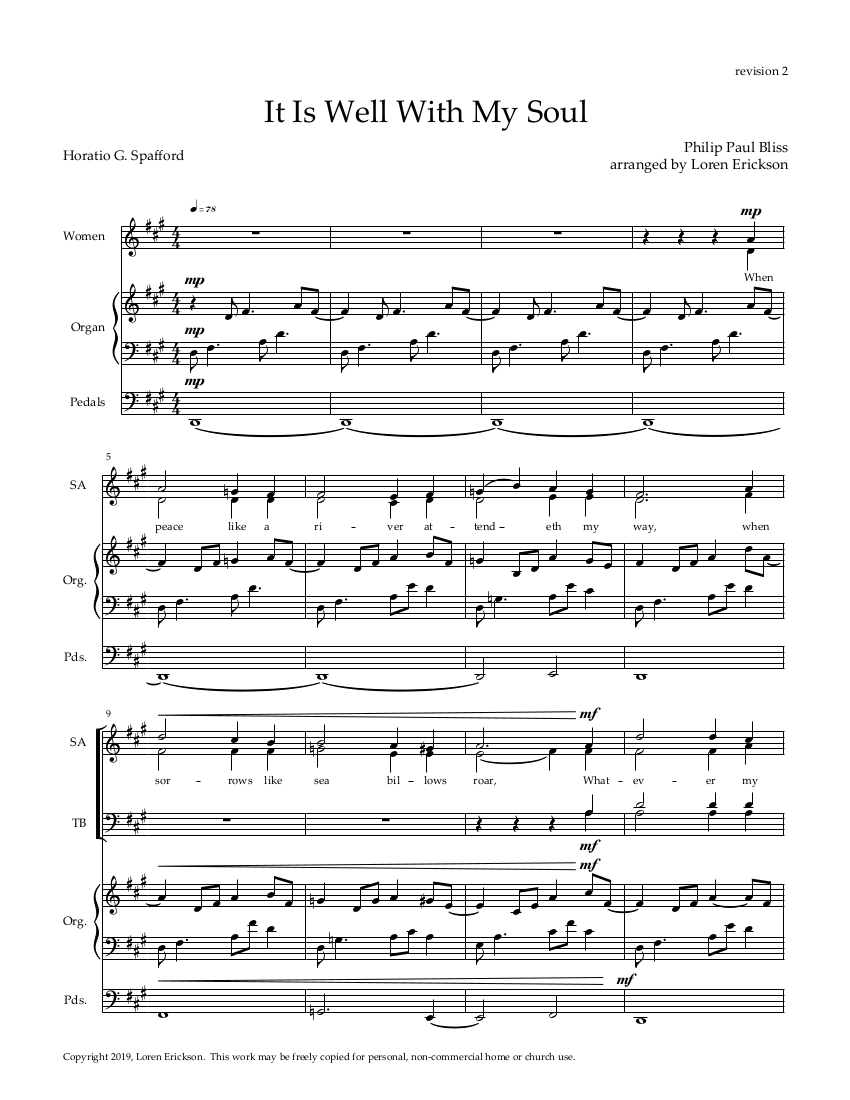 revision 2
It Is Well With My Soul
Horatio G. Spafford
Philip Paul Bliss
arranged by Loren Erickson
♩ = 78
mp
Women
When
mp
Organ
mp
mp
Pedals
4/4
5
SA
peace like a ri - ver at - tend - eth my way, when
Org.
Pds.
9
mf
SA
sor - rows like sea bil - lows roar, What - ev - er my
TB
mf
mf
Org.
mf
Pds.
Copyright 2019, Loren Erickson. This work may be freely copied for personal, non-commercial home or church use.